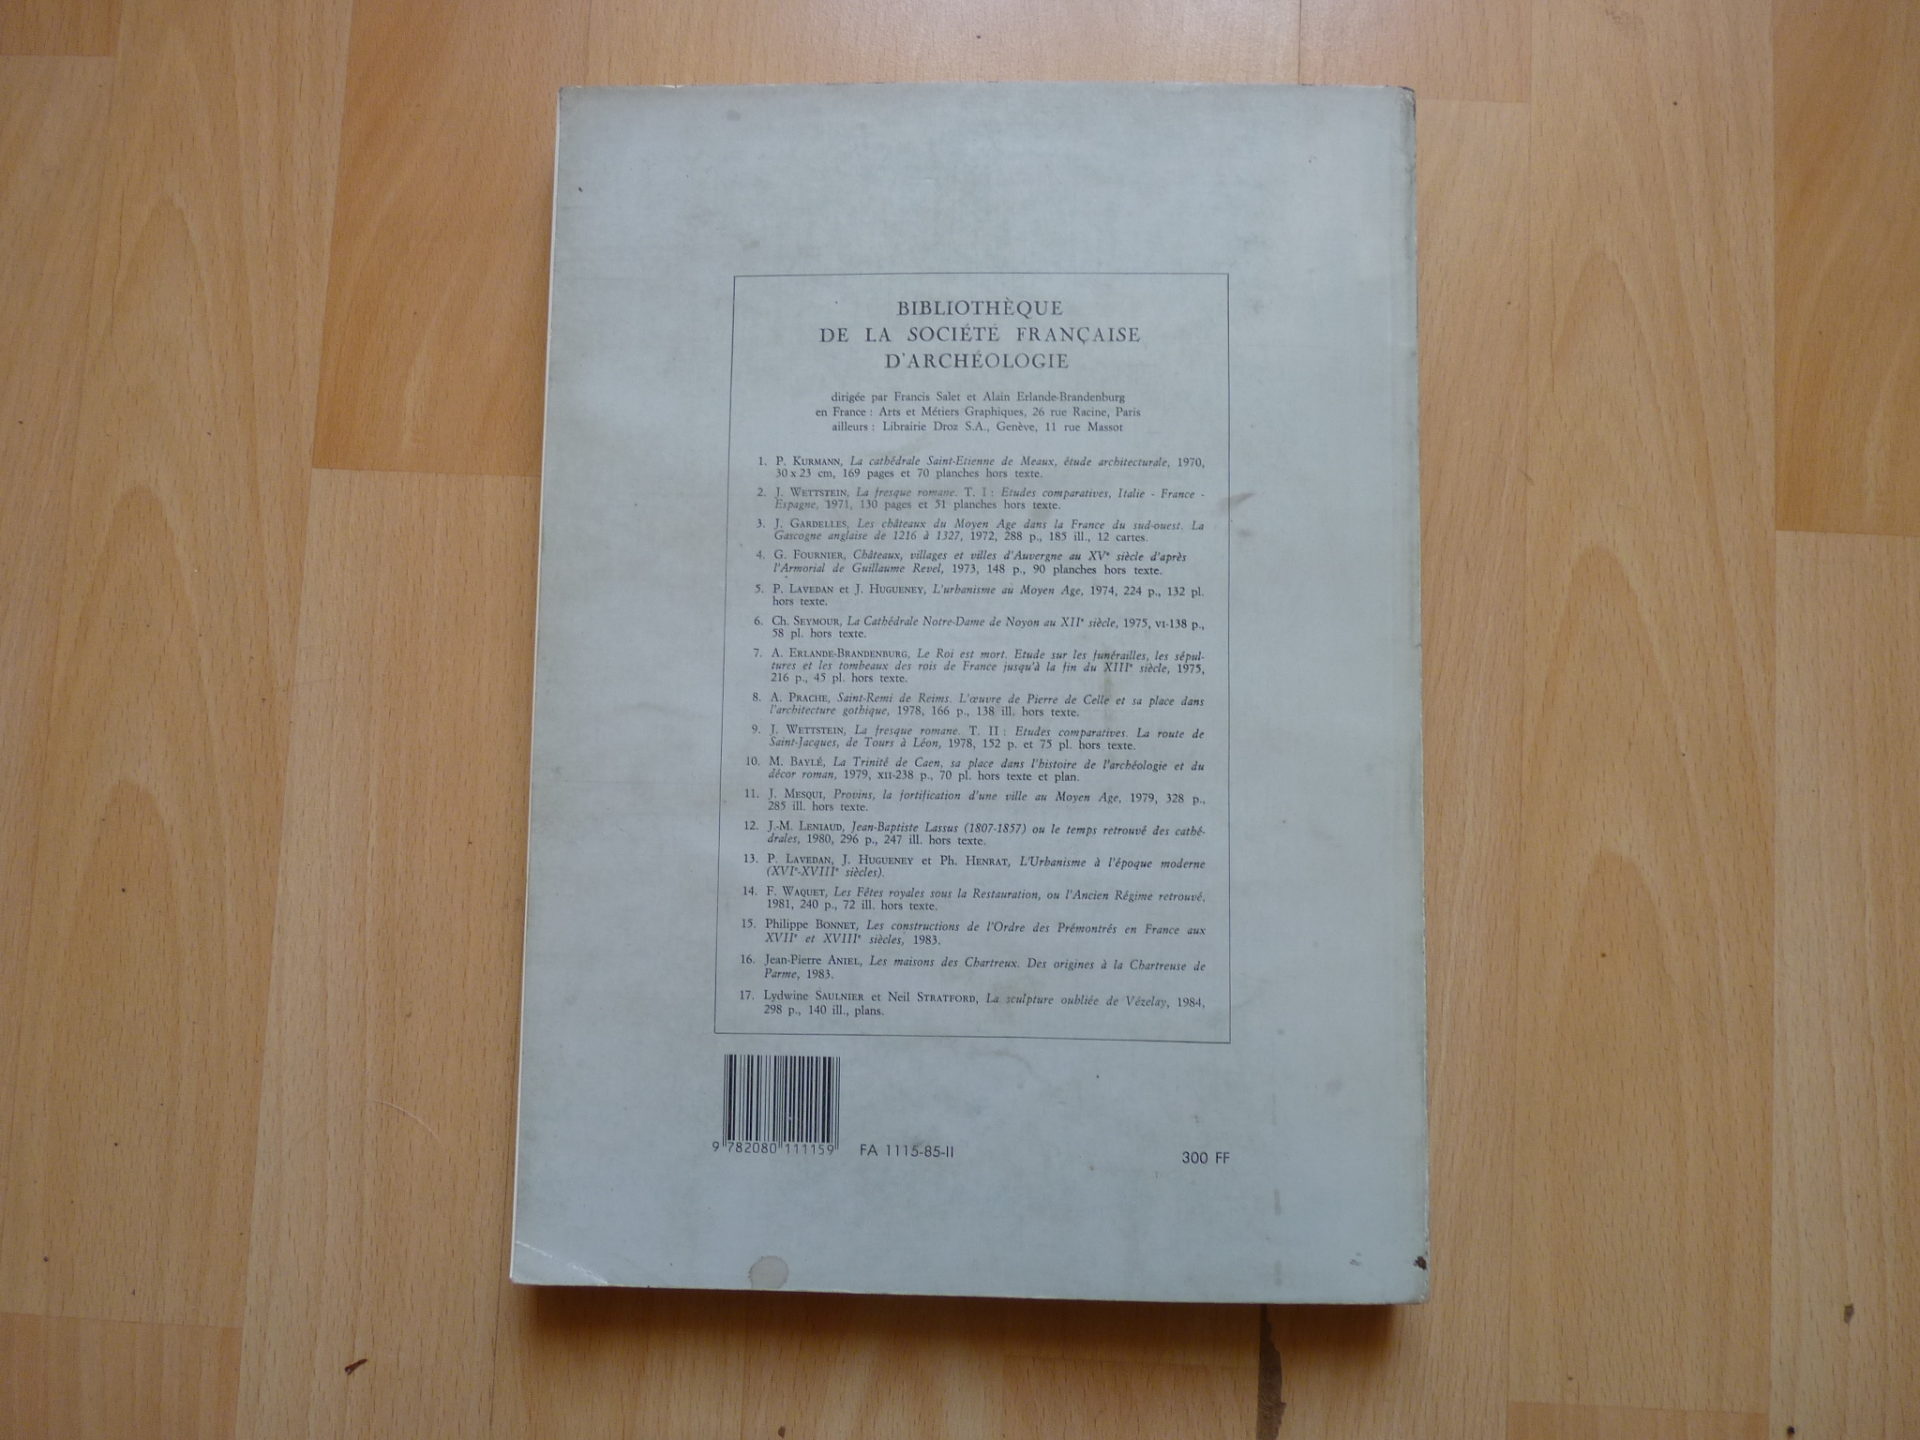 BIBLIOTHÈQUE
DE LA SOCIÉTÉ FRANÇAISE
D'ARCHÉOLOGIE
dirigée par Francis Salet et Alain Erlande-Brandenburg
en France : Arts et Métiers Graphiques, 26 rue Racine, Paris
ailleurs : Librairie Droz S.A., Genève, 11 rue Massot
1. P. KURMANN, La cathédrale Saint-Etienne de Meaux, étude architecturale, 1970,
30 x 23 cm, 169 pages et 70 planches hors texte.
2. J. WETTSTEIN, La fresque romane. T. I : Etudes comparatives, Italie - France -
Espagne, 1971, 130 pages et 51 planches hors texte.
3. J. GARDELLES, Les châteaux du Moyen Age dans la France du sud-ouest. La
Gascogne anglaise de 1216 à 1327, 1972, 288 p., 185 ill., 12 cartes.
4. G. FOURNIER, Châteaux, villages et villes d'Auvergne au XVe siècle d'après
l'Armorial de Guillaume Revel, 1973, 148 p., 90 planches hors texte.
5. P. LAVEDAN et J. HUGUENEY, L'urbanisme au Moyen Age, 1974, 224 p., 132 pl.
hors texte.
6. Ch. SEYMOUR, La Cathédrale Notre-Dame de Noyon au XIIe siècle, 1975, VI-138 p.,
58 pl. hors texte.
7. A. ERLANDE-BRANDENBURG, Le Roi est mort. Etude sur les funérailles, les sépul-
tures et les tombeaux des rois de France jusqu'à la fin du XIIIe siècle, 1975,
216 p., 45 pl. hors texte.
8. A. PRACHE, Saint-Remi de Reims. L'œuvre de Pierre de Celle et sa place dans
l'architecture gothique, 1978, 166 p., 138 ill. hors texte.
9. J. WETTSTEIN, La fresque romane. T. II : Etudes comparatives. La route de
Saint-Jacques, de Tours à Léon, 1978, 152 p. et 75 pl. hors texte.
10. M. BAYLÉ, La Trinité de Caen, sa place dans l'histoire de l'archéologie et du
décor roman, 1979, XII-238 p., 70 pl. hors texte et plan.
11. J. MESQUI, Provins, la fortification d'une ville au Moyen Age, 1979, 328 p.,
285 ill. hors texte.
12. J.-M. LENIAUD, Jean-Baptiste Lassus (1807-1857) ou le temps retrouvé des cathé-
drales, 1980, 296 p., 247 ill. hors texte.
13. P. LAVEDAN, J. HUGUENEY et Ph. HENRAT, L'Urbanisme à l'époque moderne
(XVIe-XVIIIe siècles).
14. F. WAQUET, Les Fêtes royales sous la Restauration, ou l'Ancien Régime retrouvé,
1981, 240 p., 72 ill. hors texte.
15. Philippe BONNET, Les constructions de l'Ordre des Prémontrés en France aux
XVIIe et XVIIIe siècles, 1983.
16. Jean-Pierre ANIEL, Les maisons des Chartreux. Des origines à la Chartreuse de
Parme, 1983.
17. Lydwine SAULNIER et Neil STRATFORD, La sculpture oubliée de Vézelay, 1984,
298 p., 140 ill., plans.
9 782080 111159 FA 1115-85-II 300 FF